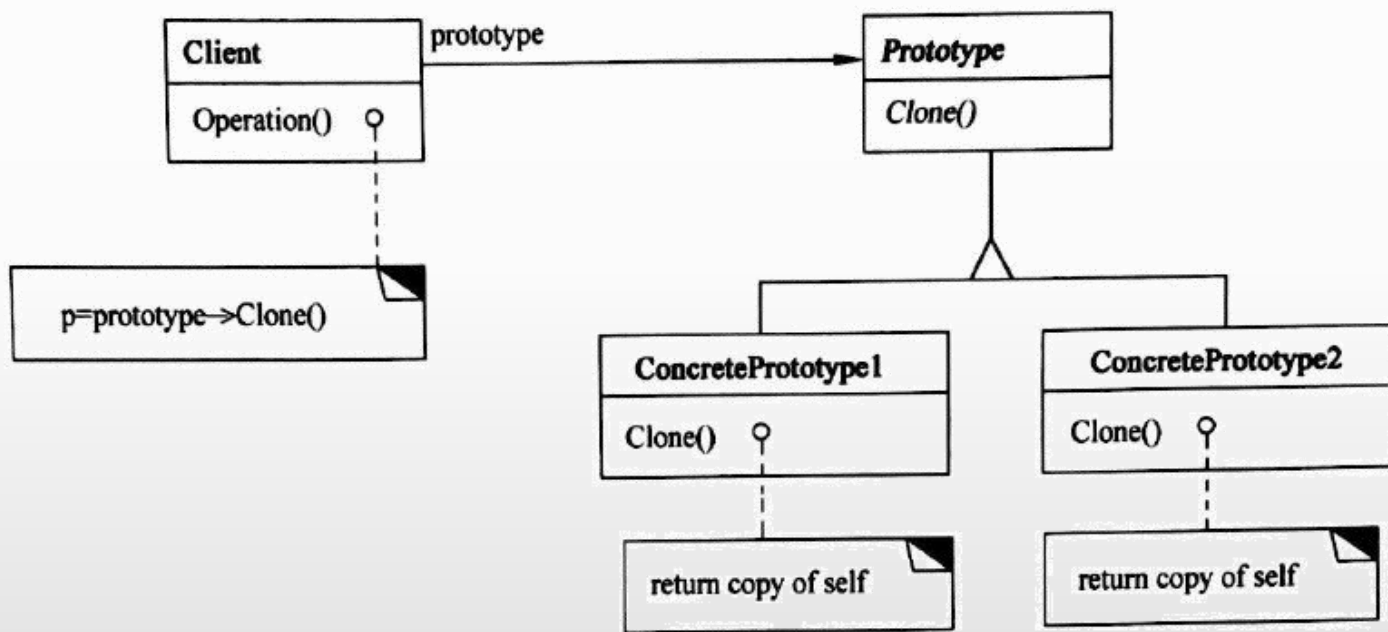 Client
prototype
Prototype
Operation()
Clone()
p=prototype->Clone()
ConcretePrototype1
ConcretePrototype2
Clone()
Clone()
return copy of self
return copy of self